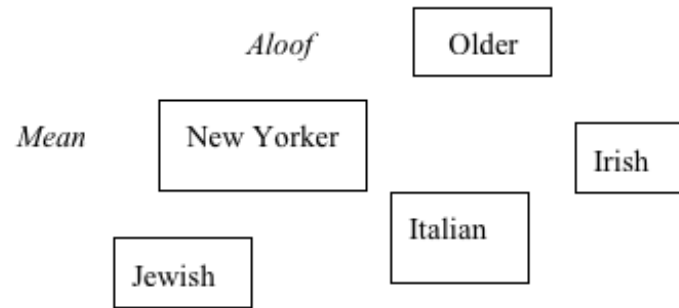 Aloof
Older
Mean
New Yorker
Irish
Italian
Jewish